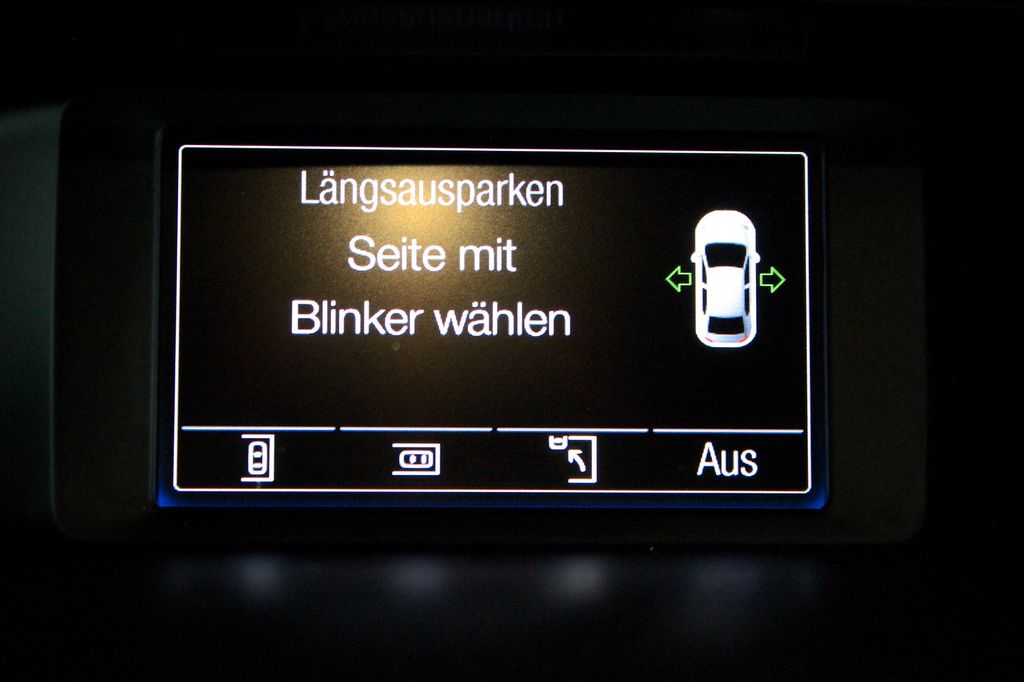 Längsausparken
Seite mit
Blinker wählen
Aus